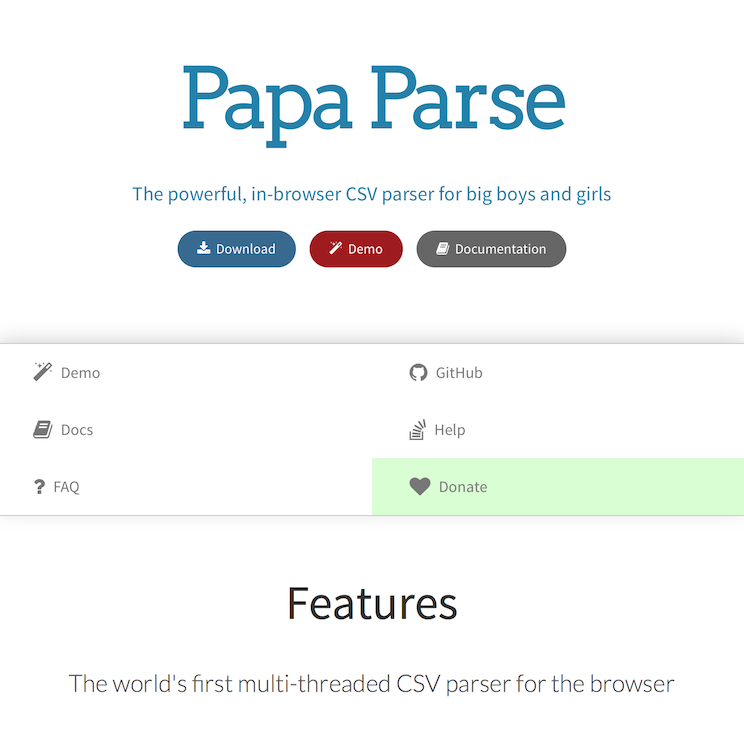 Papa Parse
The powerful, in-browser CSV parser for big boys and girls
Download
Demo
Documentation
Demo
GitHub
Docs
Help
? FAQ
Donate
Features
The world's first multi-threaded CSV parser for the browser